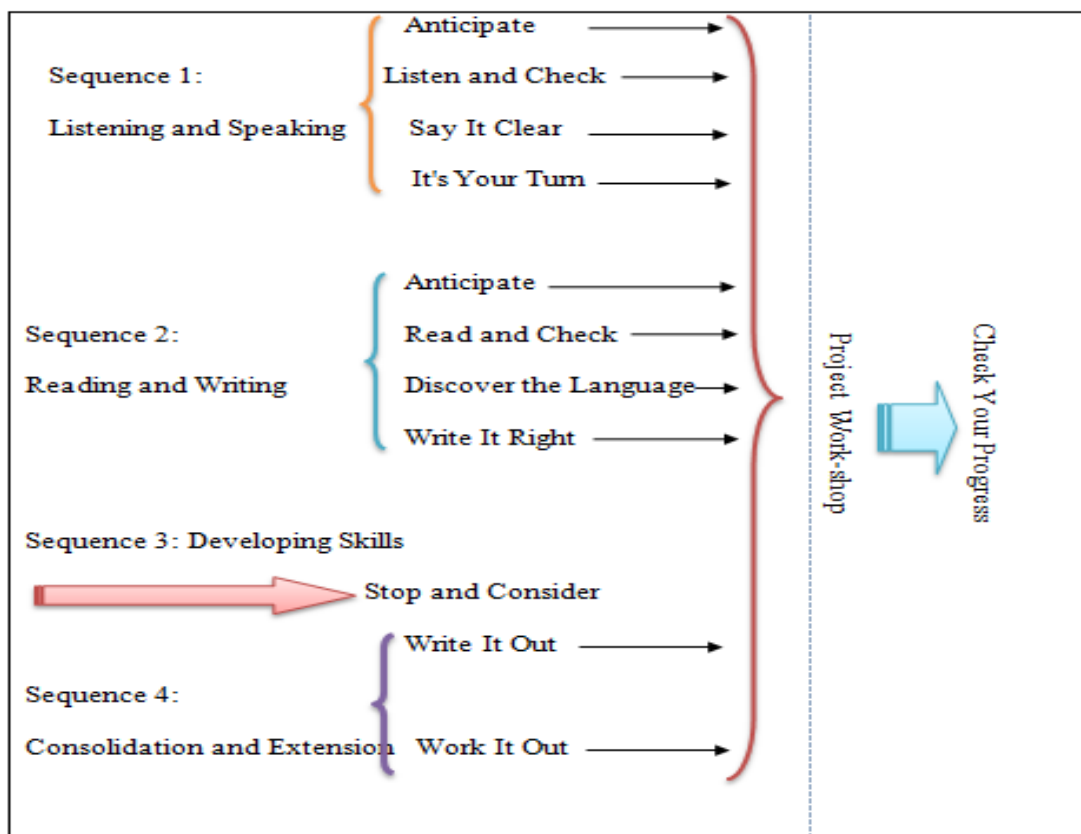 Sequence 1:
Listening and Speaking
Anticipate
Listen and Check
Say It Clear
It's Your Turn
Sequence 2:
Reading and Writing
Anticipate
Read and Check
Discover the Language
Write It Right
Sequence 3: Developing Skills
Stop and Consider
Sequence 4:
Consolidation and Extension
Write It Out
Work It Out
Project Work-shop
Check Your Progress